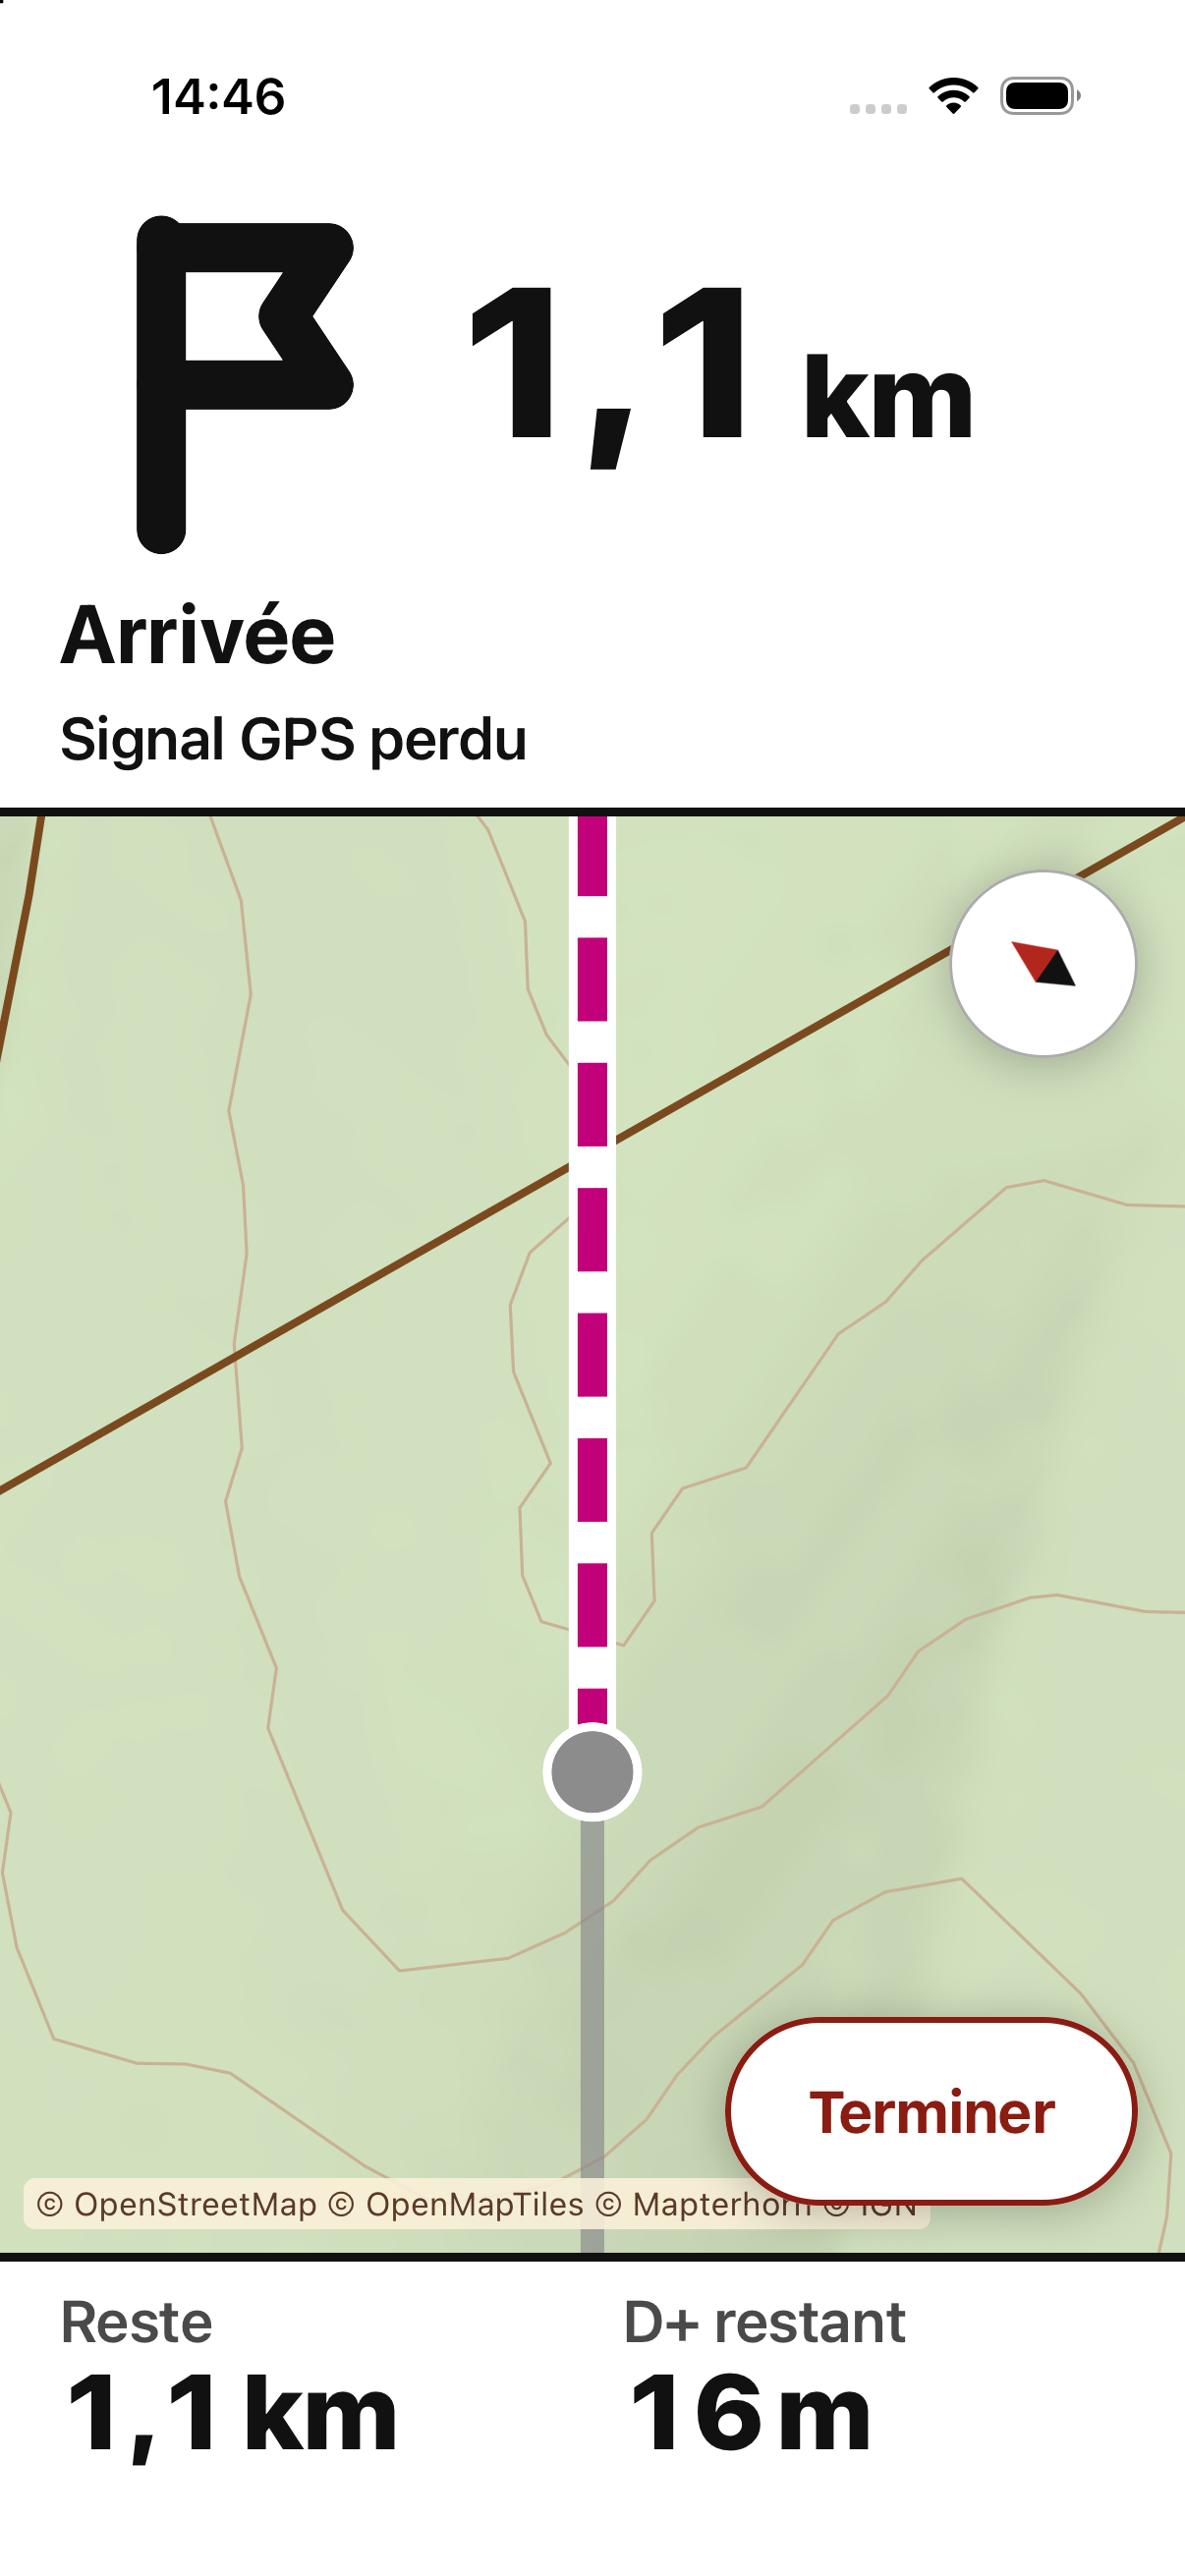 14:46
1,1 km
Arrivée
Signal GPS perdu
Terminer
© OpenStreetMap © OpenMapTiles © Mapterhorn © IGN
Reste
D+ restant
1,1 km
16 m